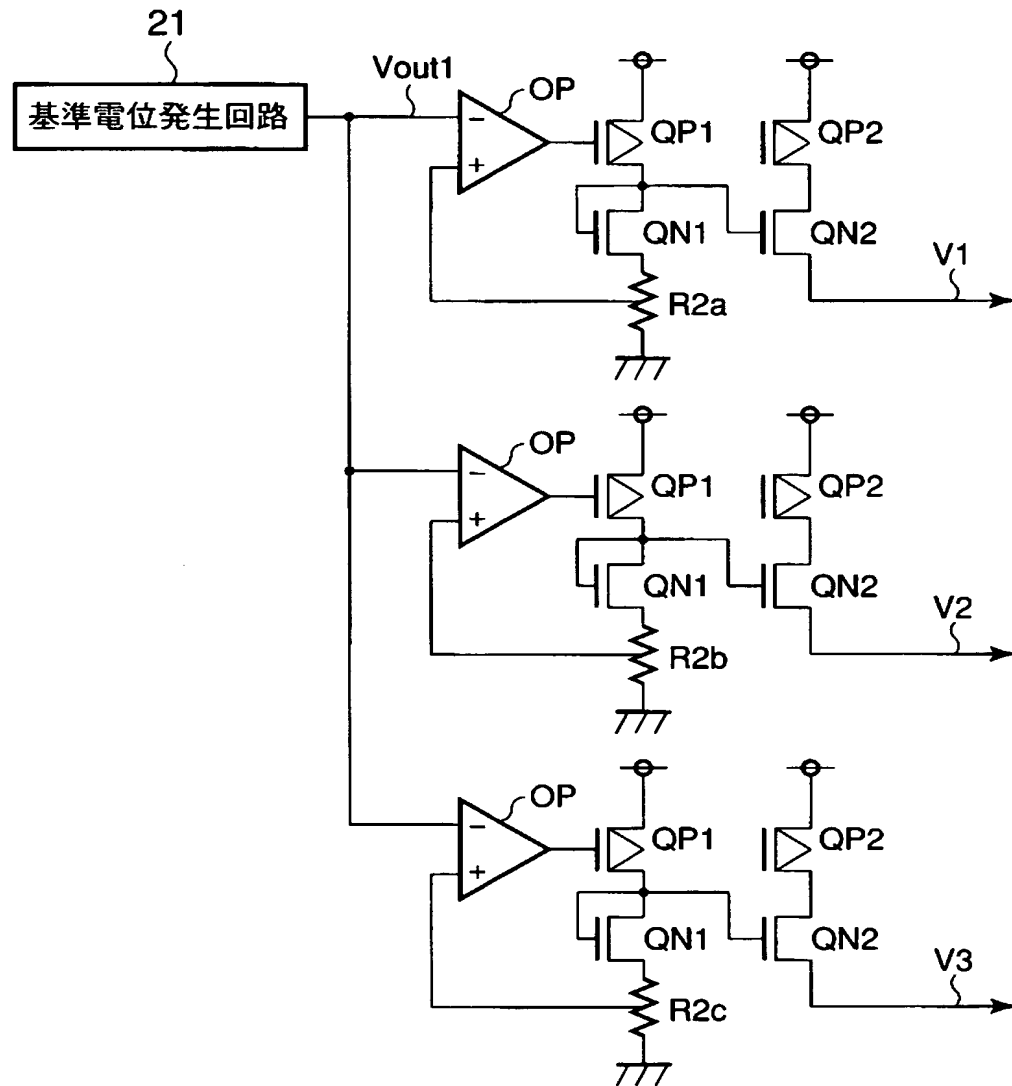 21
基準電位発生回路
Vout1
OP
QP1
QP2
−
+
QN1
QN2
V1
R2a
OP
QP1
QP2
−
+
QN1
QN2
V2
R2b
OP
QP1
QP2
−
+
QN1
QN2
V3
R2c